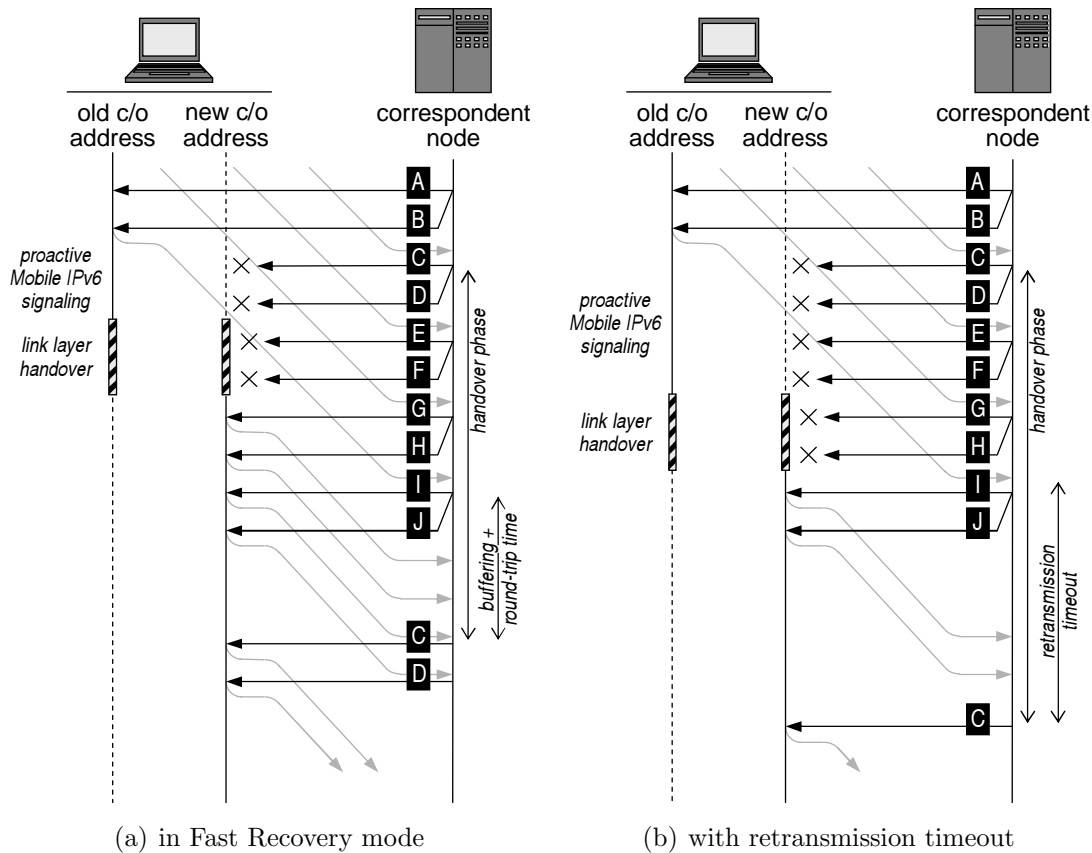 old c/o
address
new c/o
address
correspondent
node
A
B
C
D
E
F
G
H
I
J
C
D
proactive
Mobile IPv6
signaling
link layer
handover
handover phase
buffering +
round-trip time
(a) in Fast Recovery mode
old c/o
address
new c/o
address
correspondent
node
A
B
C
D
E
F
G
H
I
J
C
proactive
Mobile IPv6
signaling
link layer
handover
handover phase
retransmission
timeout
(b) with retransmission timeout